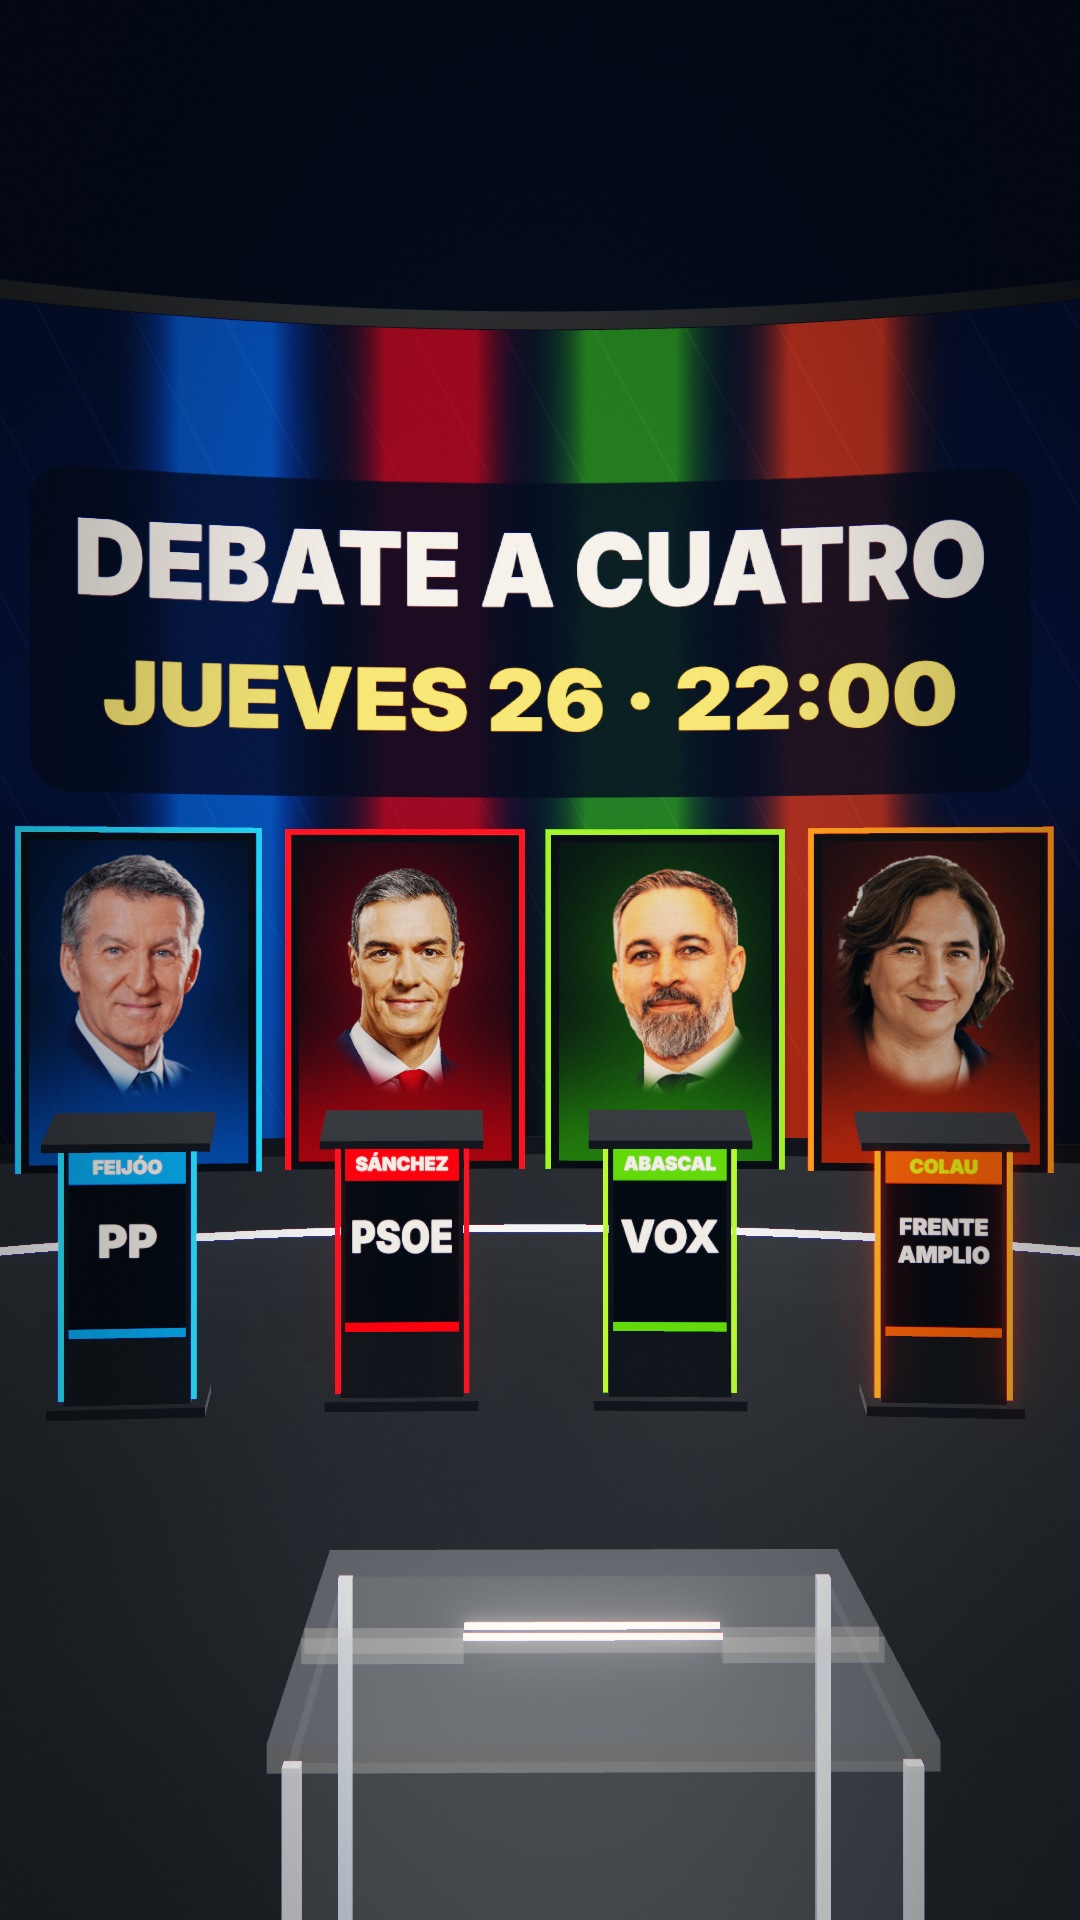 DEBATE A CUATRO
JUEVES 26 · 22:00
FEIJÓO
PP
SÁNCHEZ
PSOE
ABASCAL
VOX
COLAU
FRENTE
AMPLIO